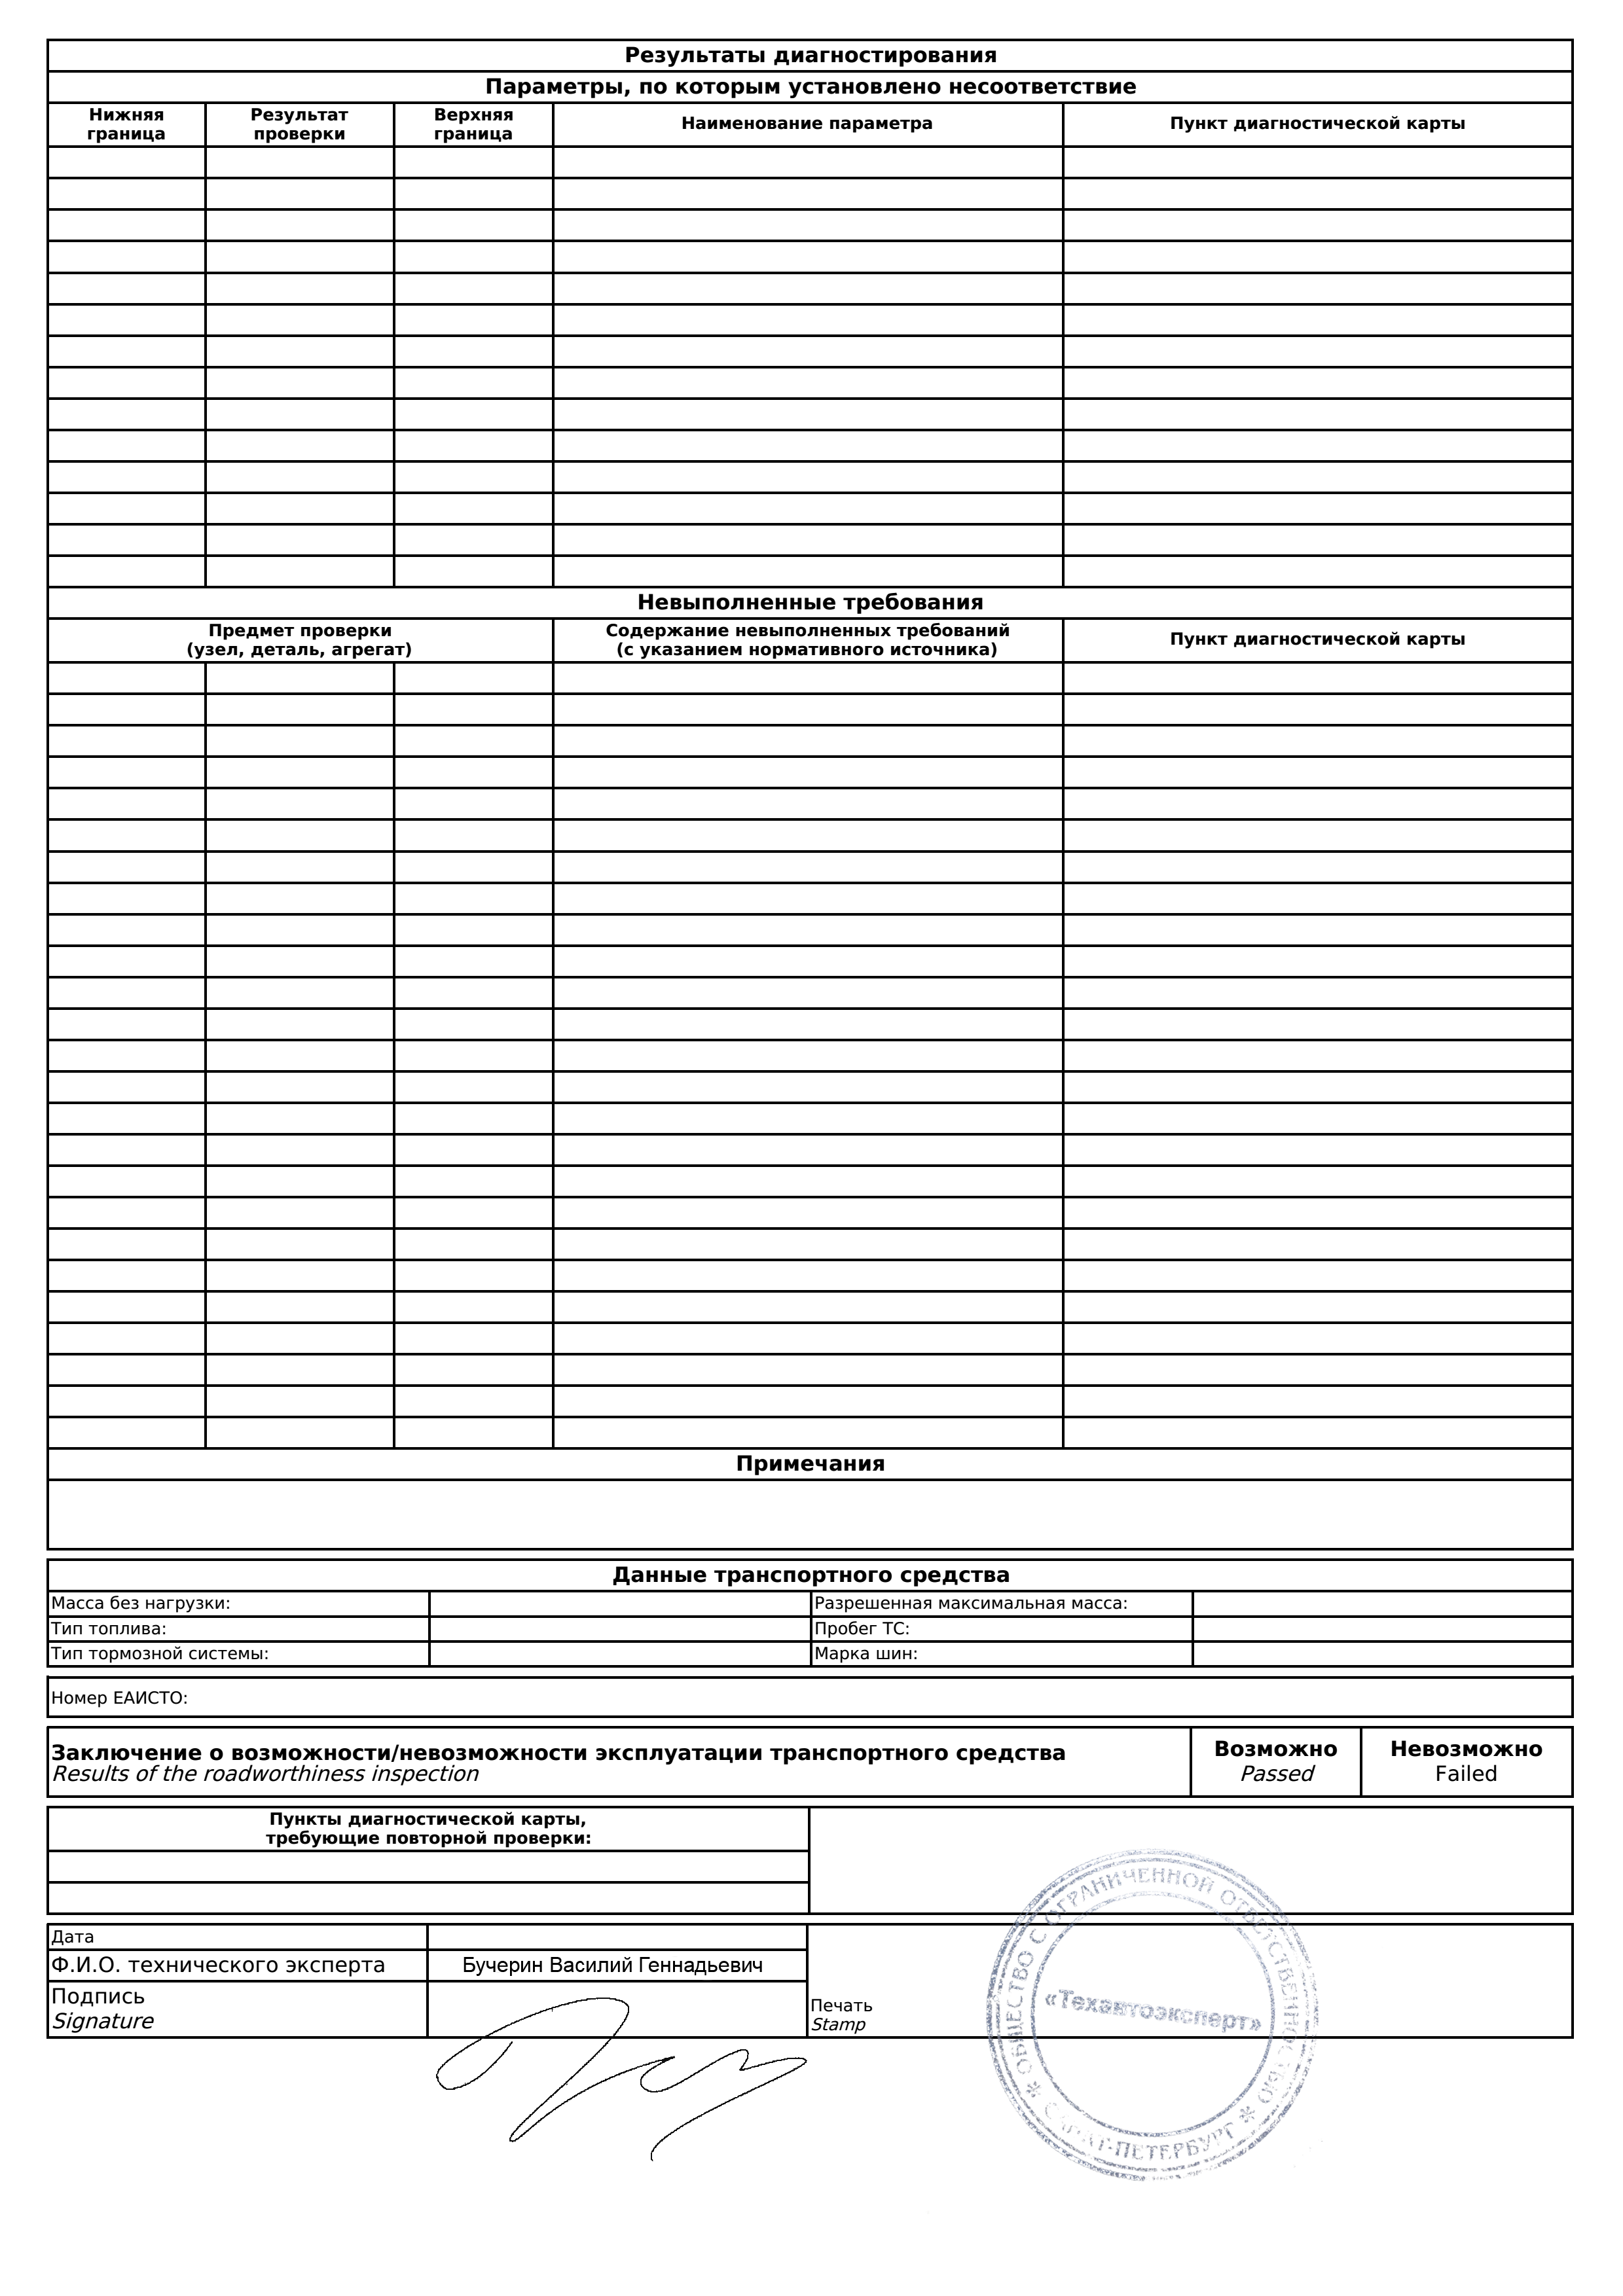 Результаты диагностирования
Параметры, по которым установлено несоответствие
Нижняя граница Результат проверки Верхняя граница Наименование параметра Пункт диагностической карты
Невыполненные требования
Предмет проверки (узел, деталь, агрегат) Содержание невыполненных требований (с указанием нормативного источника) Пункт диагностической карты
Примечания
Данные транспортного средства
Масса без нагрузки: Разрешенная максимальная масса:
Тип топлива: Пробег ТС:
Тип тормозной системы: Марка шин:
Номер ЕАИСТО:
Заключение о возможности/невозможности эксплуатации транспортного средства Возможно Невозможно
Results of the roadworthiness inspection Passed Failed
Пункты диагностической карты,
требующие повторной проверки:
Дата
Ф.И.О. технического эксперта Бучерин Василий Геннадьевич
Подпись
Signature
Печать
Stamp
ОБЩЕСТВО С ОГРАНИЧЕННОЙ ОТВЕТСТВЕННОСТЬЮ
«Техавтоэксперт»
САНКТ-ПЕТЕРБУРГ